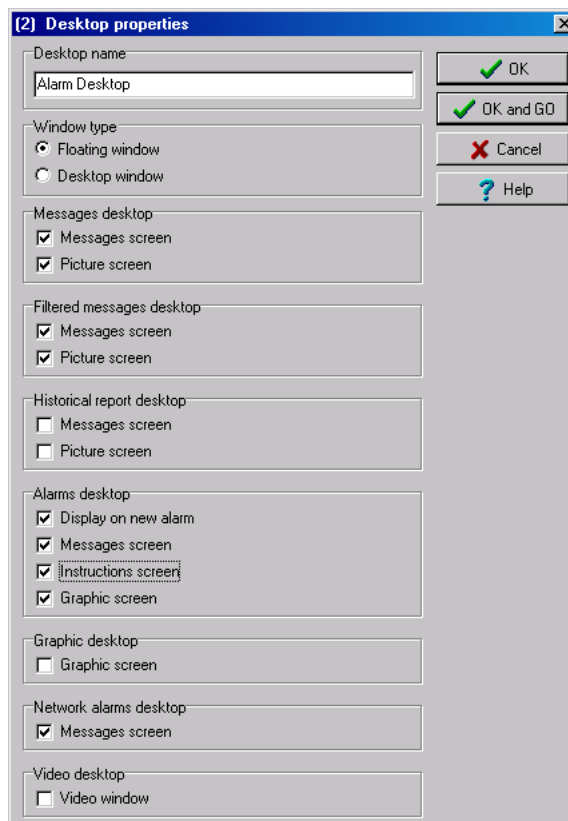 (2) Desktop properties
Desktop name
Alarm Desktop
OK
OK and GO
Cancel
Help
Window type
Floating window
Desktop window
Messages desktop
Messages screen
Picture screen
Filtered messages desktop
Messages screen
Picture screen
Historical report desktop
Messages screen
Picture screen
Alarms desktop
Display on new alarm
Messages screen
Instructions screen
Graphic screen
Graphic desktop
Graphic screen
Network alarms desktop
Messages screen
Video desktop
Video window